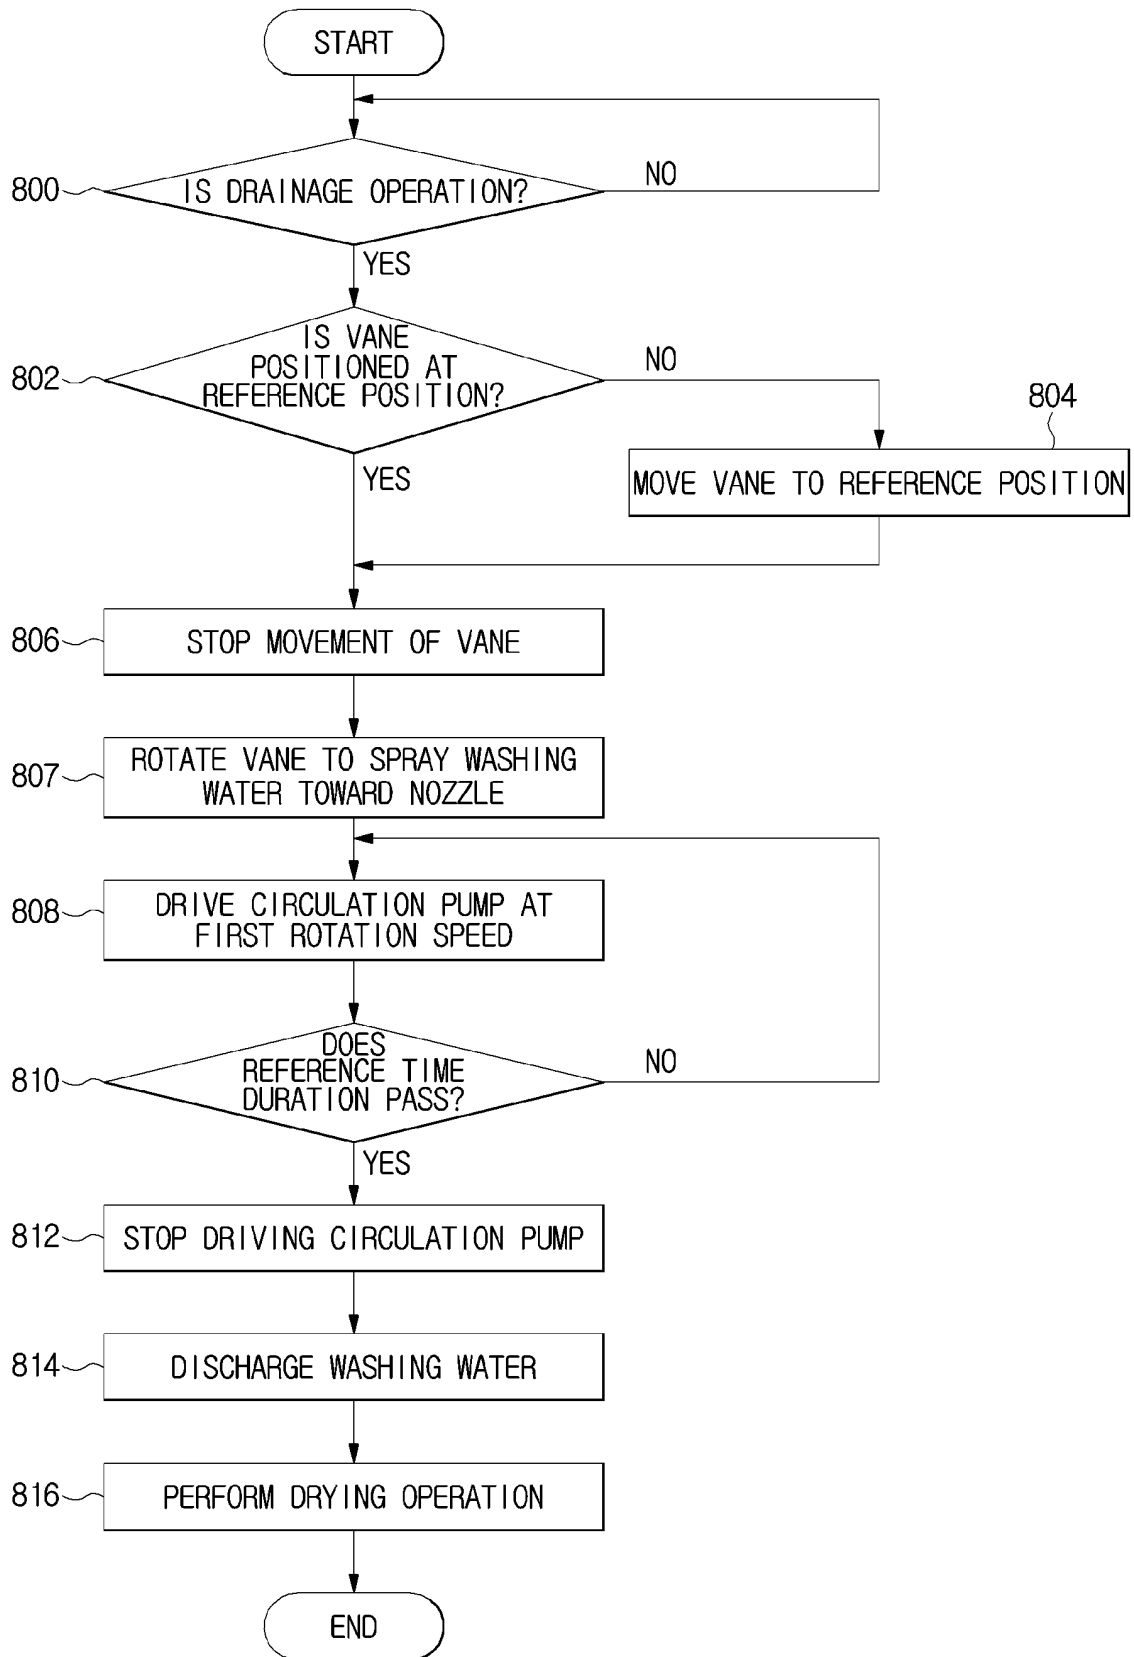 START
800
IS DRAINAGE OPERATION?
NO
YES
802
IS VANE
POSITIONED AT
REFERENCE POSITION?
NO
YES
804
MOVE VANE TO REFERENCE POSITION
806
STOP MOVEMENT OF VANE
807
ROTATE VANE TO SPRAY WASHING
WATER TOWARD NOZZLE
808
DRIVE CIRCULATION PUMP AT
FIRST ROTATION SPEED
810
DOES
REFERENCE TIME
DURATION PASS?
NO
YES
812
STOP DRIVING CIRCULATION PUMP
814
DISCHARGE WASHING WATER
816
PERFORM DRYING OPERATION
END